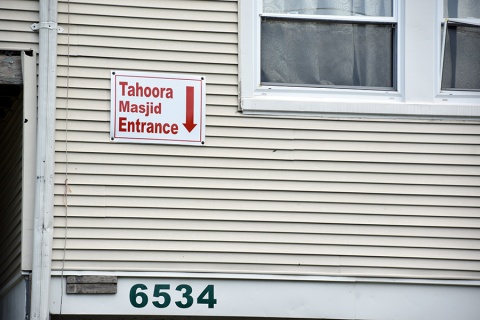 Tahoora
Masjid
Entrance
6534